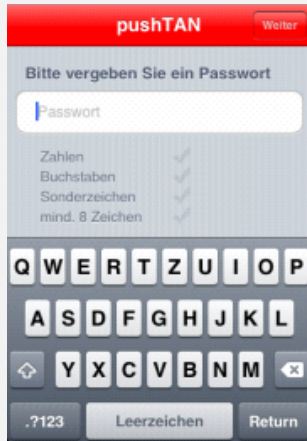 pushTAN Weiter
Bitte vergeben Sie ein Passwort
Passwort
Zahlen
Buchstaben
Sonderzeichen
mind. 8 Zeichen
Q W E R T Z U I O P
A S D F G H J K L
Y X C V B N M
.?123 Leerzeichen Return